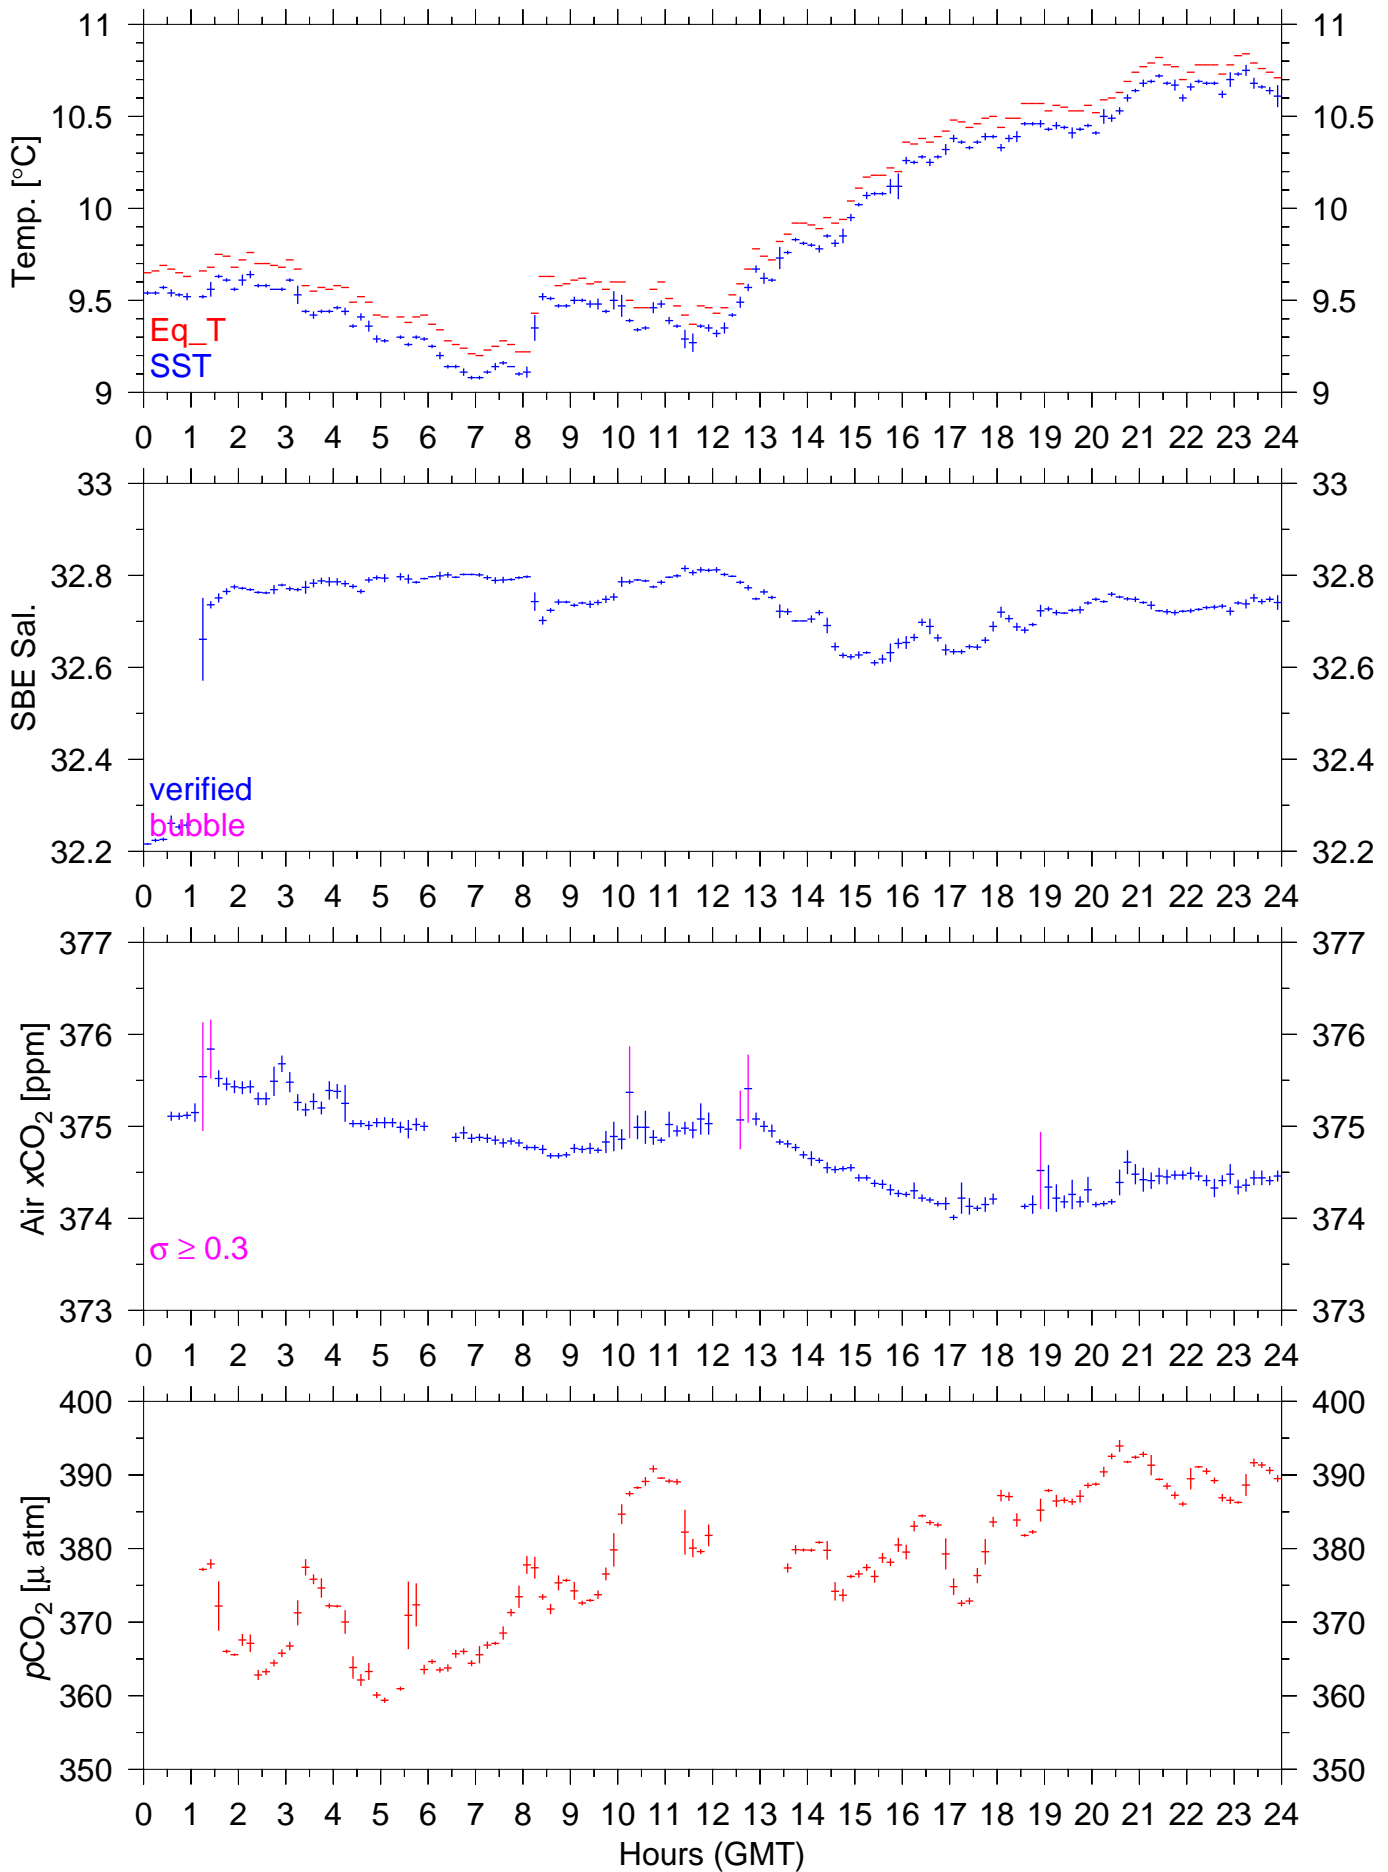 11 11
10.5 10.5
10 10
9.5 9.5
9 9
Temp. [°C]
Eq_T
SST
0 1 2 3 4 5 6 7 8 9 10 11 12 13 14 15 16 17 18 19 20 21 22 23 24
33 33
32.8 32.8
32.6 32.6
32.4 32.4
32.2 32.2
SBE Sal.
verified
bubble
0 1 2 3 4 5 6 7 8 9 10 11 12 13 14 15 16 17 18 19 20 21 22 23 24
377 377
376 376
375 375
374 374
373 373
Air xCO₂ [ppm]
σ ≥ 0.3
0 1 2 3 4 5 6 7 8 9 10 11 12 13 14 15 16 17 18 19 20 21 22 23 24
400 400
390 390
380 380
370 370
360 360
350 350
pCO₂ [μ atm]
0 1 2 3 4 5 6 7 8 9 10 11 12 13 14 15 16 17 18 19 20 21 22 23 24
Hours (GMT)